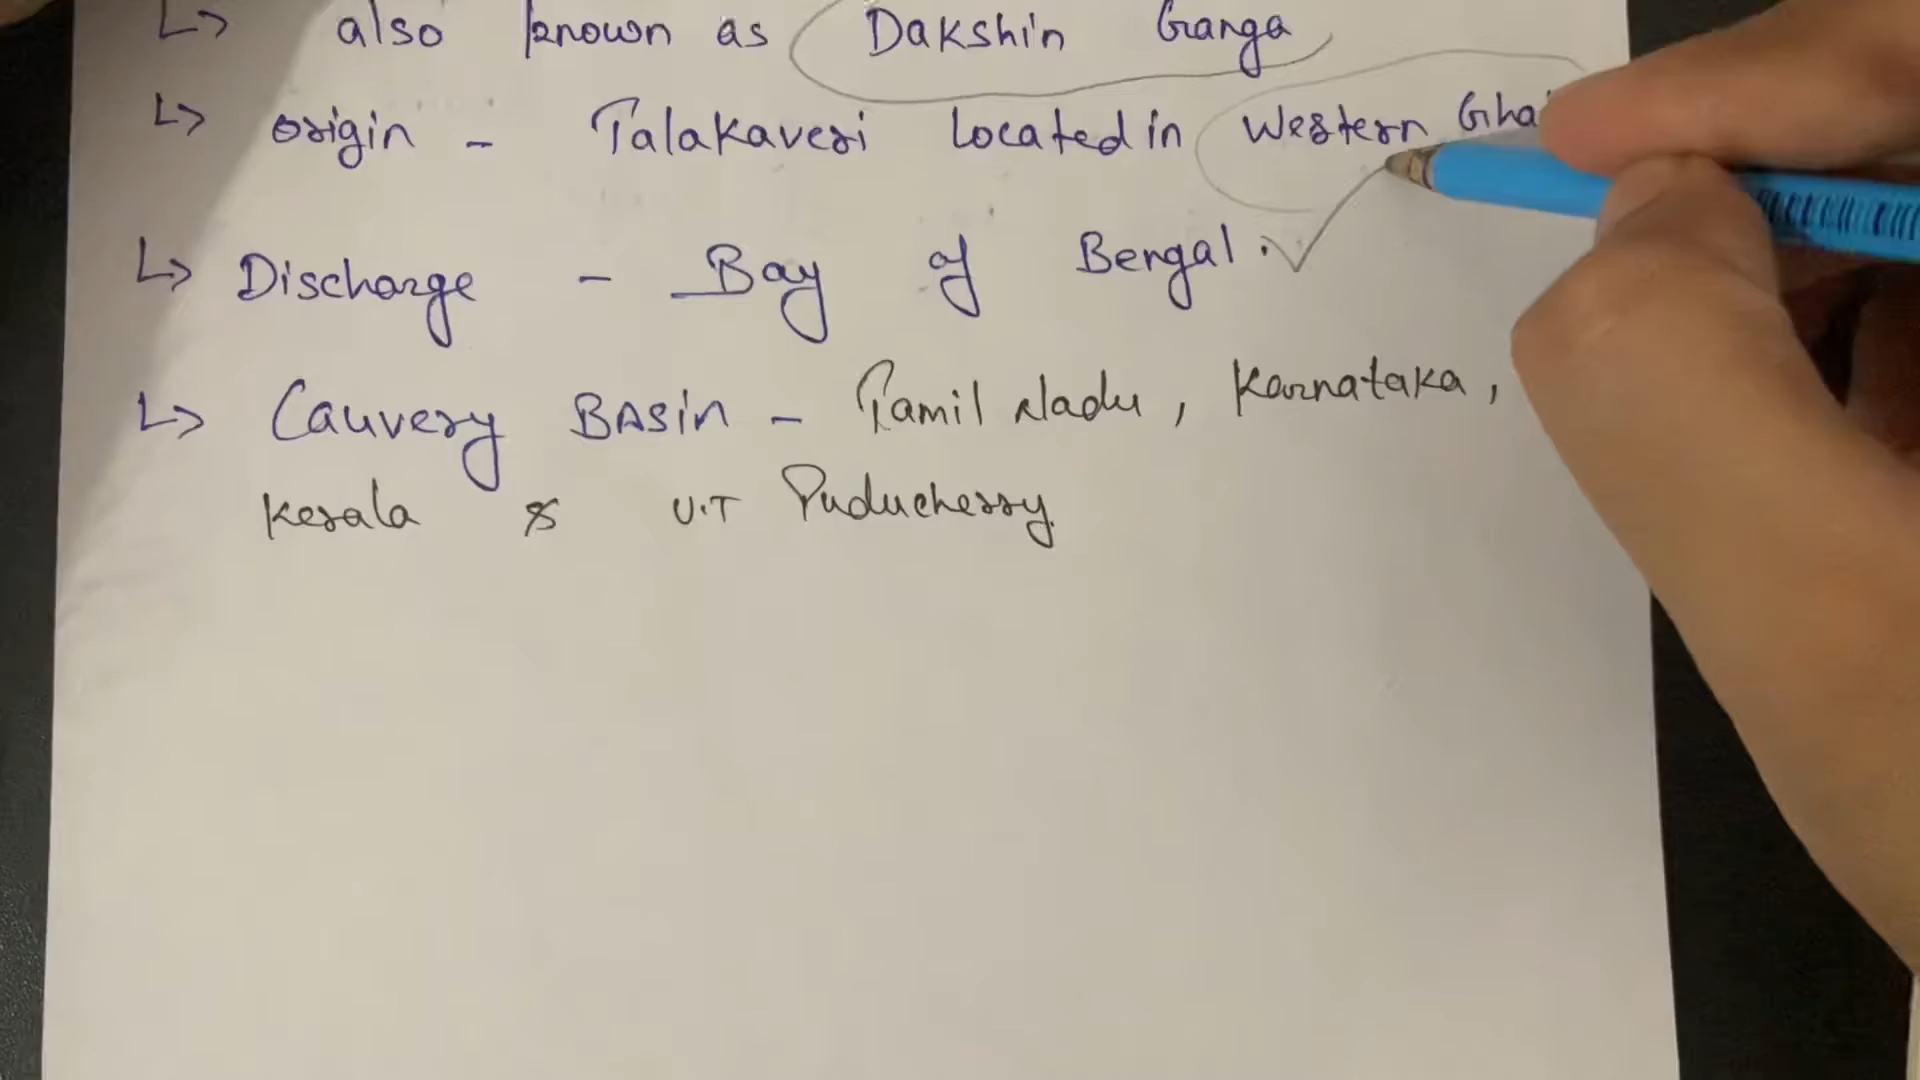 ↳ also known as Dakshin Ganga
↳ origin - Talakaveri Located in Western Gha
↳ Discharge - Bay of Bengal.
↳ Cauvery BASin - Tamil Nadu, Karnataka,
Kerala & U.T Puducherry